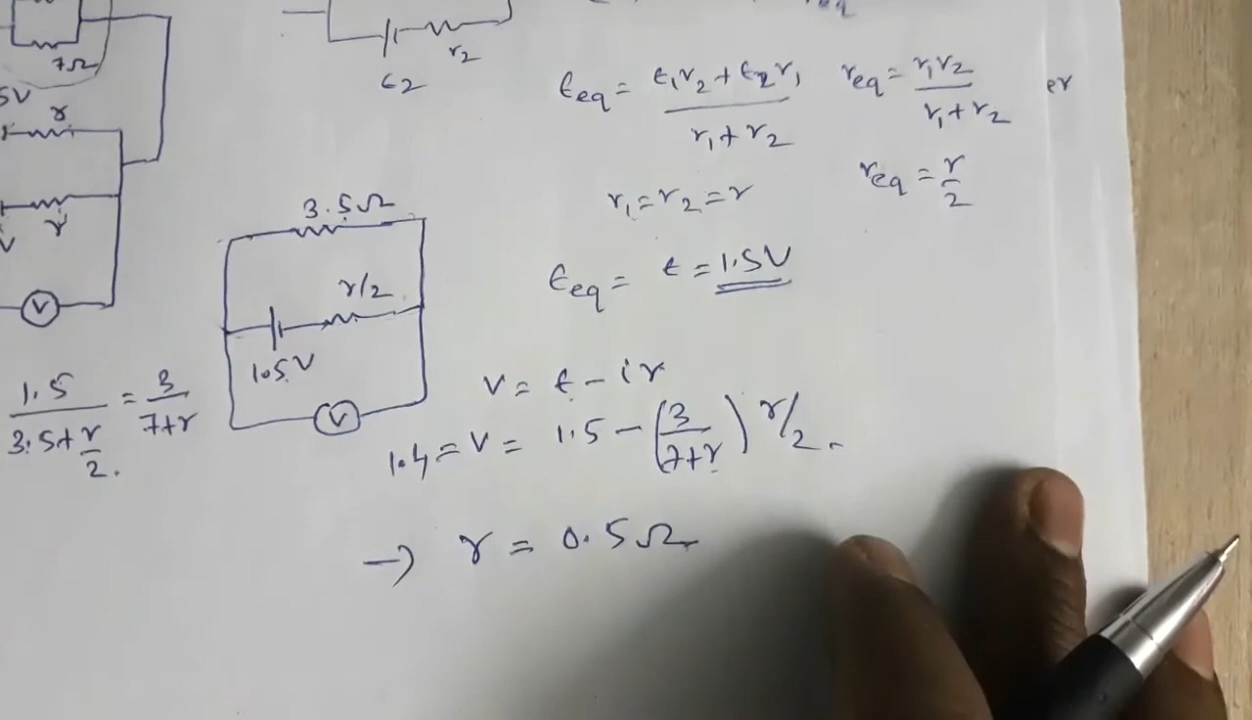 7Ω
5V
r
r
V
V
1.5 / (3.5+r/2.) = 3 / (7+r)
r2
ϵ2
eq
ϵeq = (ϵ1r2 + ϵ2r1) / (r1+r2)
req = r1r2 / (r1+r2)
er
r1=r2=r
req = r/2
ϵeq = ϵ = 1.5V
3.5Ω
r/2
1.5V
V
V = ϵ - ir
1.4 = V = 1.5 - (3/(7+r)) r/2.
→ r = 0.5Ω